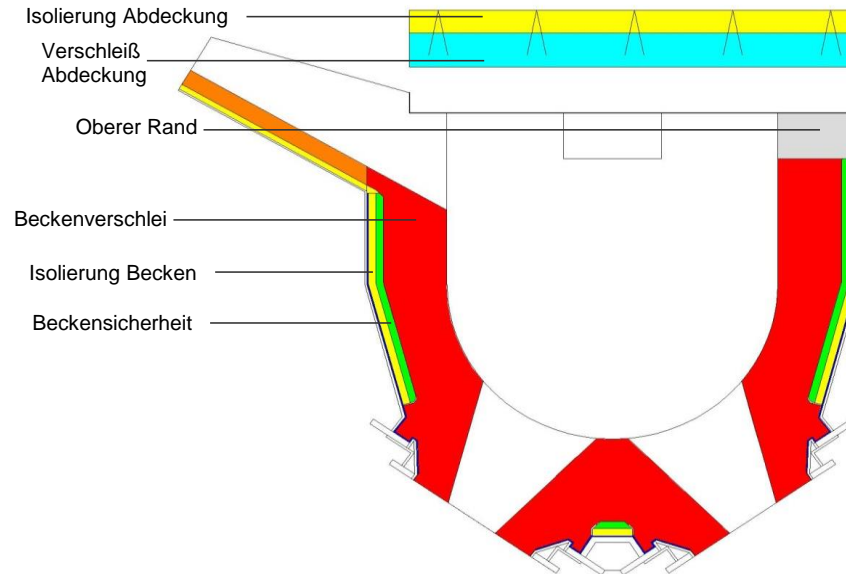 Isolierung Abdeckung
Verschleiß
Abdeckung
Oberer Rand
Beckenverschlei
Isolierung Becken
Beckensicherheit